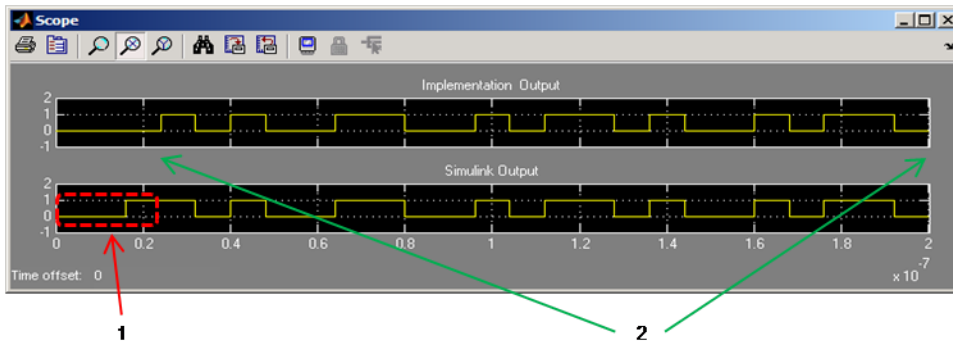 Scope
Implementation Output
2
1
0
-1
Simulink Output
2
1
0
-1
0 0.2 0.4 0.6 0.8 1 1.2 1.4 1.6 1.8 2
Time offset: 0
x 10-7
1 2